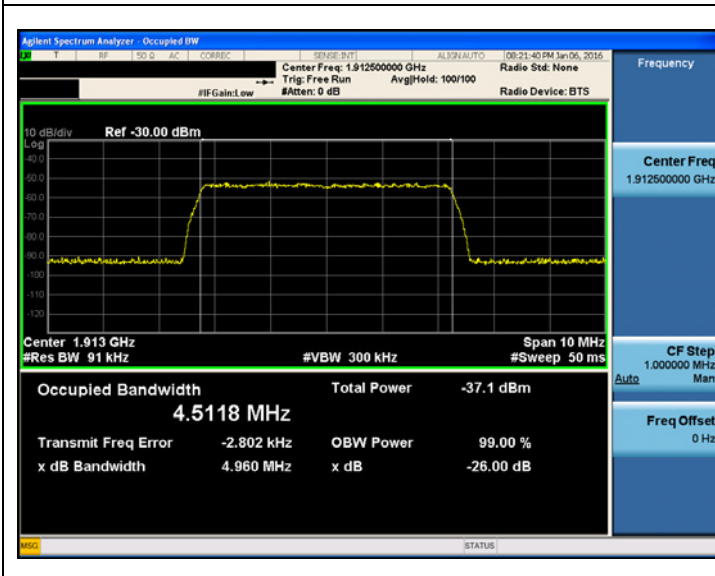 Agilent Spectrum Analyzer - Occupied BW
T RF 50 Ω AC CORREC SENSE:INT ALIGN AUTO 08:21:40 PM Jan 06, 2016
Center Freq: 1.912500000 GHz Radio Std: None
Trig: Free Run Avg|Hold: 100/100
#IFGain:Low #Atten: 0 dB Radio Device: BTS
Frequency
10 dB/div Ref -30.00 dBm
Log
-40.0
-50.0
-60.0
-70.0
-80.0
-90.0
-100
-110
-120
Center 1.913 GHz Span 10 MHz
#Res BW 91 kHz #VBW 300 kHz #Sweep 50 ms
Center Freq
1.912500000 GHz
CF Step
1.000000 MHz
Auto Man
Freq Offset
0 Hz
Occupied Bandwidth Total Power -37.1 dBm
4.5118 MHz
Transmit Freq Error -2.802 kHz OBW Power 99.00 %
x dB Bandwidth 4.960 MHz x dB -26.00 dB
MSG STATUS